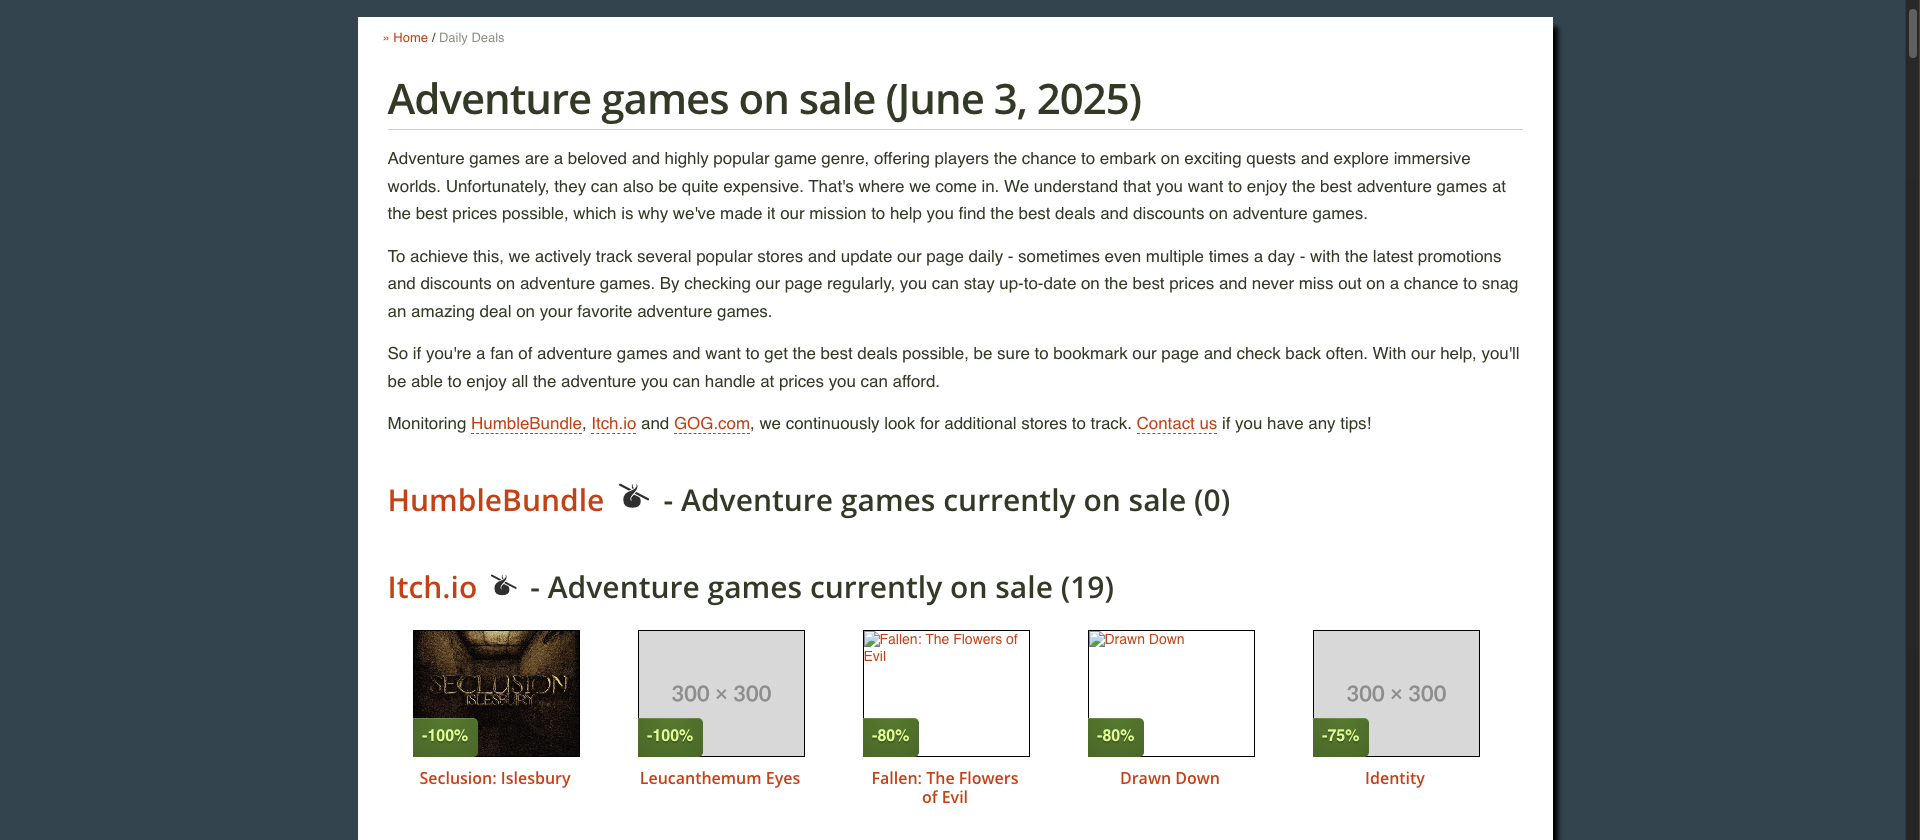 » Home / Daily Deals
Adventure games on sale (June 3, 2025)
Adventure games are a beloved and highly popular game genre, offering players the chance to embark on exciting quests and explore immersive
worlds. Unfortunately, they can also be quite expensive. That's where we come in. We understand that you want to enjoy the best adventure games at
the best prices possible, which is why we've made it our mission to help you find the best deals and discounts on adventure games.
To achieve this, we actively track several popular stores and update our page daily - sometimes even multiple times a day - with the latest promotions
and discounts on adventure games. By checking our page regularly, you can stay up-to-date on the best prices and never miss out on a chance to snag
an amazing deal on your favorite adventure games.
So if you're a fan of adventure games and want to get the best deals possible, be sure to bookmark our page and check back often. With our help, you'll
be able to enjoy all the adventure you can handle at prices you can afford.
Monitoring HumbleBundle, Itch.io and GOG.com, we continuously look for additional stores to track. Contact us if you have any tips!
HumbleBundle - Adventure games currently on sale (0)
Itch.io - Adventure games currently on sale (19)
SECLUSION
ISLESBURY
-100%
Seclusion: Islesbury
300 × 300
-100%
Leucanthemum Eyes
Fallen: The Flowers of
Evil
-80%
Fallen: The Flowers
of Evil
Drawn Down
-80%
Drawn Down
300 × 300
-75%
Identity